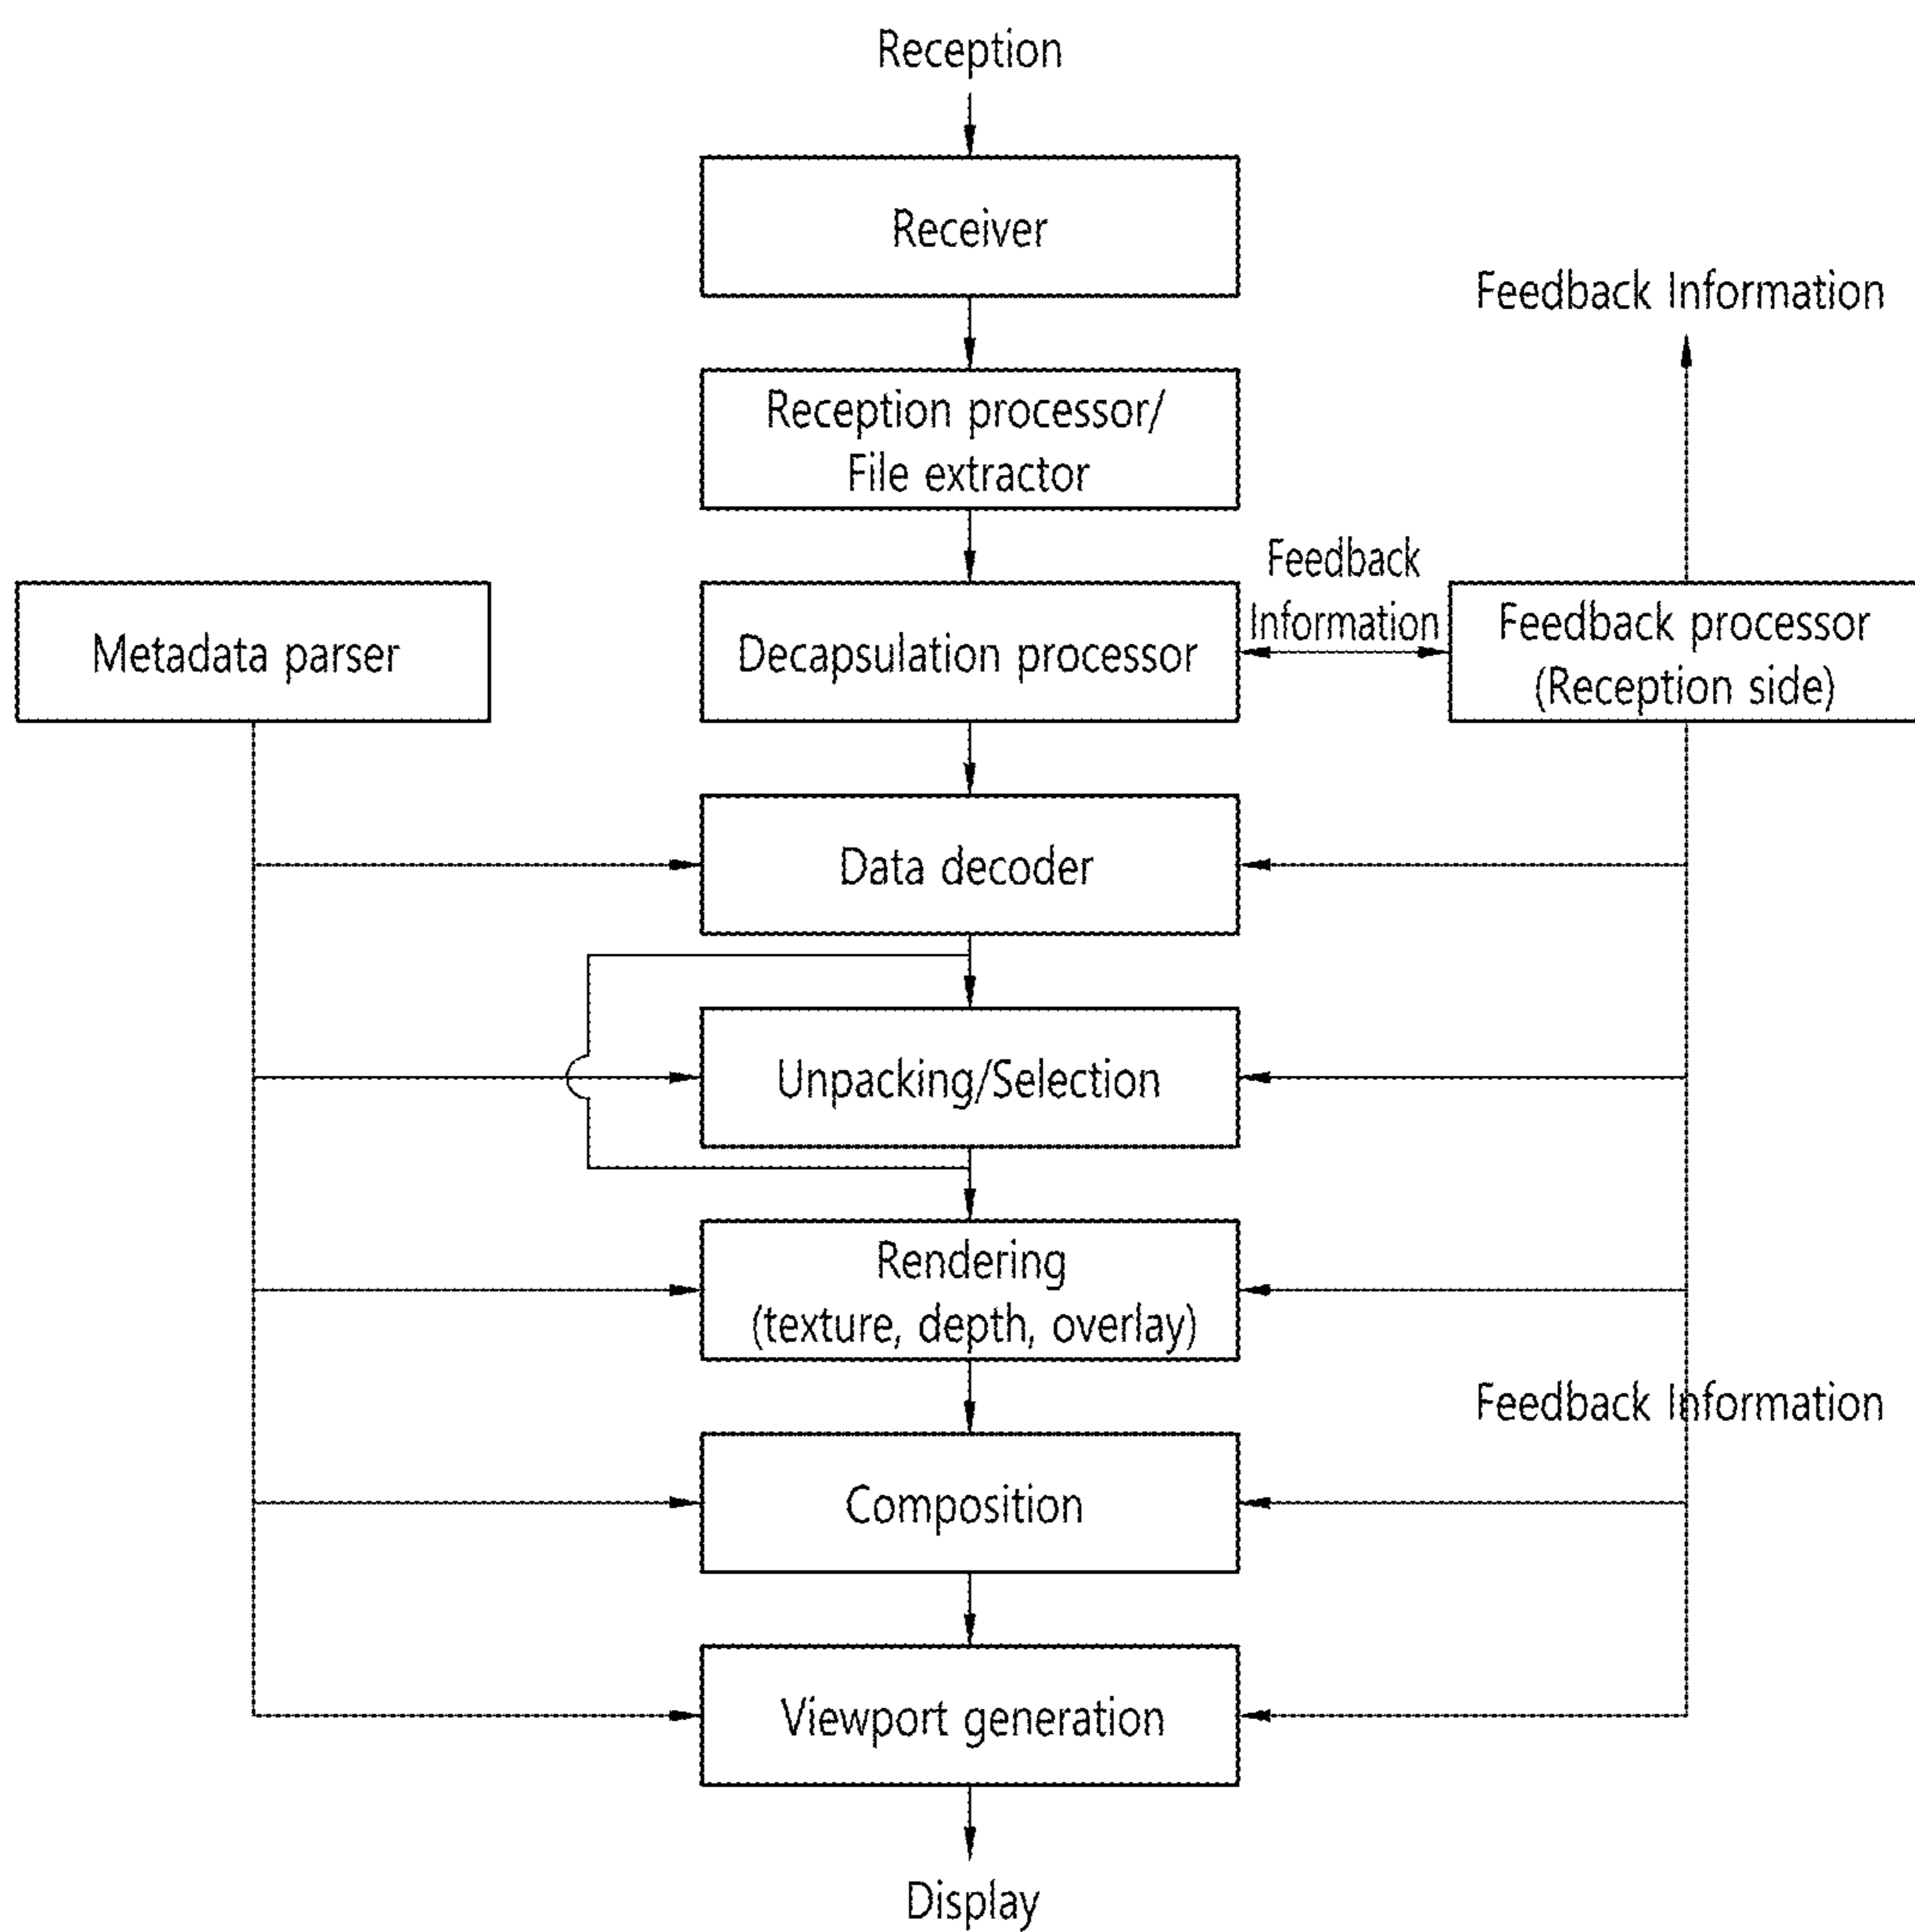 Reception
Receiver
Feedback Information
Reception processor/
File extractor
Feedback
Information
Metadata parser
Decapsulation processor
Feedback processor
(Reception side)
Data decoder
Unpacking/Selection
Rendering
(texture, depth, overlay)
Feedback Information
Composition
Viewport generation
Display